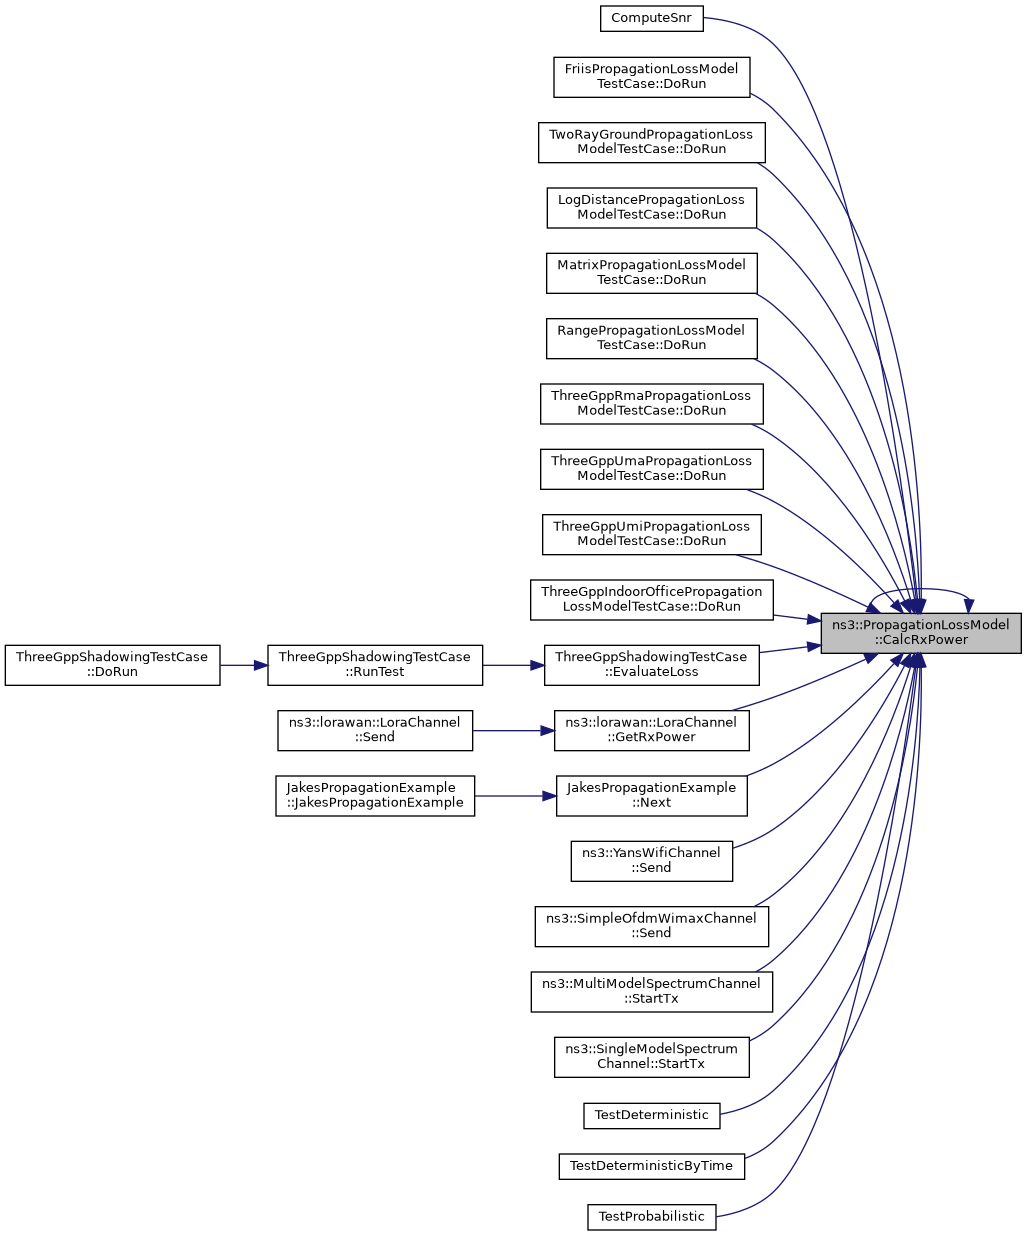 ComputeSnr
FriisPropagationLossModel
TestCase::DoRun
TwoRayGroundPropagationLoss
ModelTestCase::DoRun
LogDistancePropagationLoss
ModelTestCase::DoRun
MatrixPropagationLossModel
TestCase::DoRun
RangePropagationLossModel
TestCase::DoRun
ThreeGppRmaPropagationLoss
ModelTestCase::DoRun
ThreeGppUmaPropagationLoss
ModelTestCase::DoRun
ThreeGppUmiPropagationLoss
ModelTestCase::DoRun
ThreeGppIndoorOfficePropagation
LossModelTestCase::DoRun
ns3::PropagationLossModel
::CalcRxPower
ThreeGppShadowingTestCase
::DoRun
ThreeGppShadowingTestCase
::RunTest
ThreeGppShadowingTestCase
::EvaluateLoss
ns3::lorawan::LoraChannel
::Send
ns3::lorawan::LoraChannel
::GetRxPower
JakesPropagationExample
::JakesPropagationExample
JakesPropagationExample
::Next
ns3::YansWifiChannel
::Send
ns3::SimpleOfdmWimaxChannel
::Send
ns3::MultiModelSpectrumChannel
::StartTx
ns3::SingleModelSpectrum
Channel::StartTx
TestDeterministic
TestDeterministicByTime
TestProbabilistic